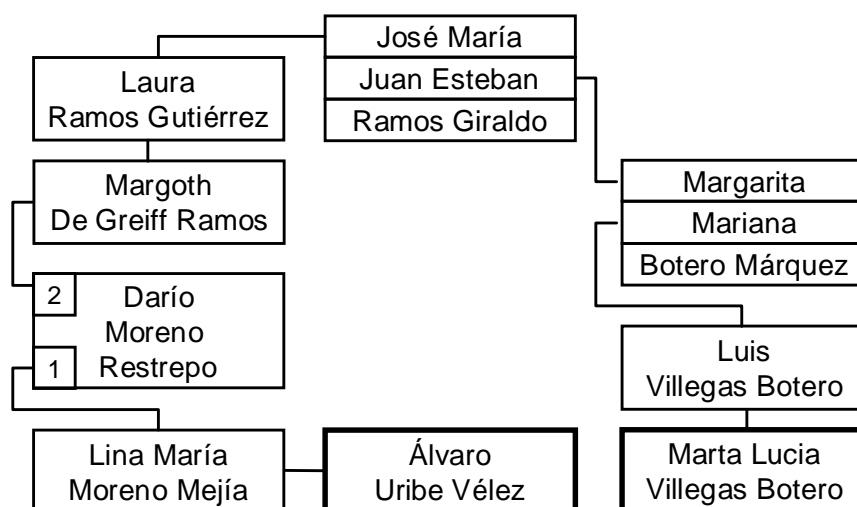 José María
Juan Esteban
Ramos Giraldo
Laura
Ramos Gutiérrez
Margoth
De Greiff Ramos
Margarita
Mariana
Botero Márquez
2
Darío
Moreno
1
Restrepo
Luis
Villegas Botero
Lina María
Moreno Mejía
Álvaro
Uribe Vélez
Marta Lucia
Villegas Botero